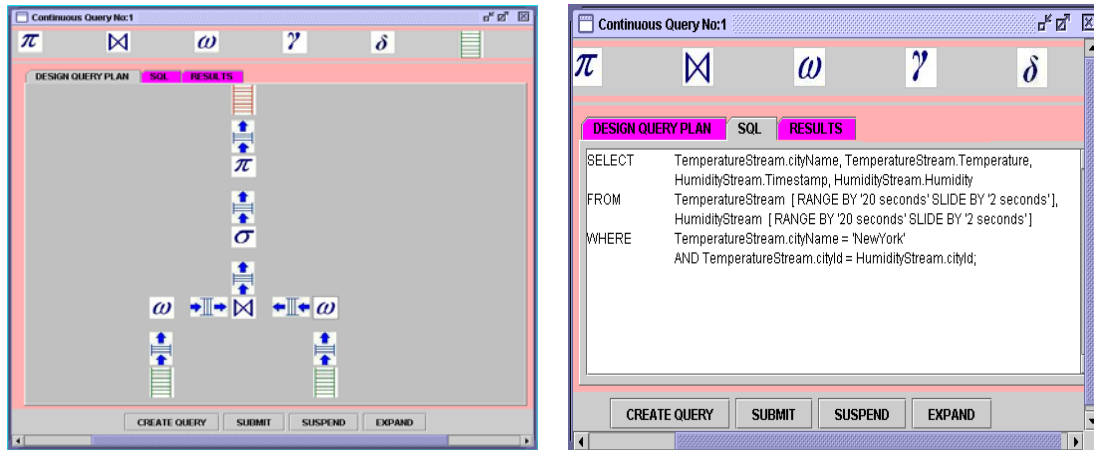 Continuous Query No:1
π ⋈ ω γ δ
DESIGN QUERY PLAN SQL RESULTS
π
σ
ω ⋈ ω
CREATE QUERY SUBMIT SUSPEND EXPAND
Continuous Query No:1
π ⋈ ω γ δ
DESIGN QUERY PLAN SQL RESULTS
SELECT TemperatureStream.cityName, TemperatureStream.Temperature,
HumidityStream.Timestamp, HumidityStream.Humidity
FROM TemperatureStream [ RANGE BY '20 seconds' SLIDE BY '2 seconds' ],
HumidityStream [ RANGE BY '20 seconds' SLIDE BY '2 seconds' ]
WHERE TemperatureStream.cityName = 'NewYork'
AND TemperatureStream.cityId = HumidityStream.cityId;
CREATE QUERY SUBMIT SUSPEND EXPAND